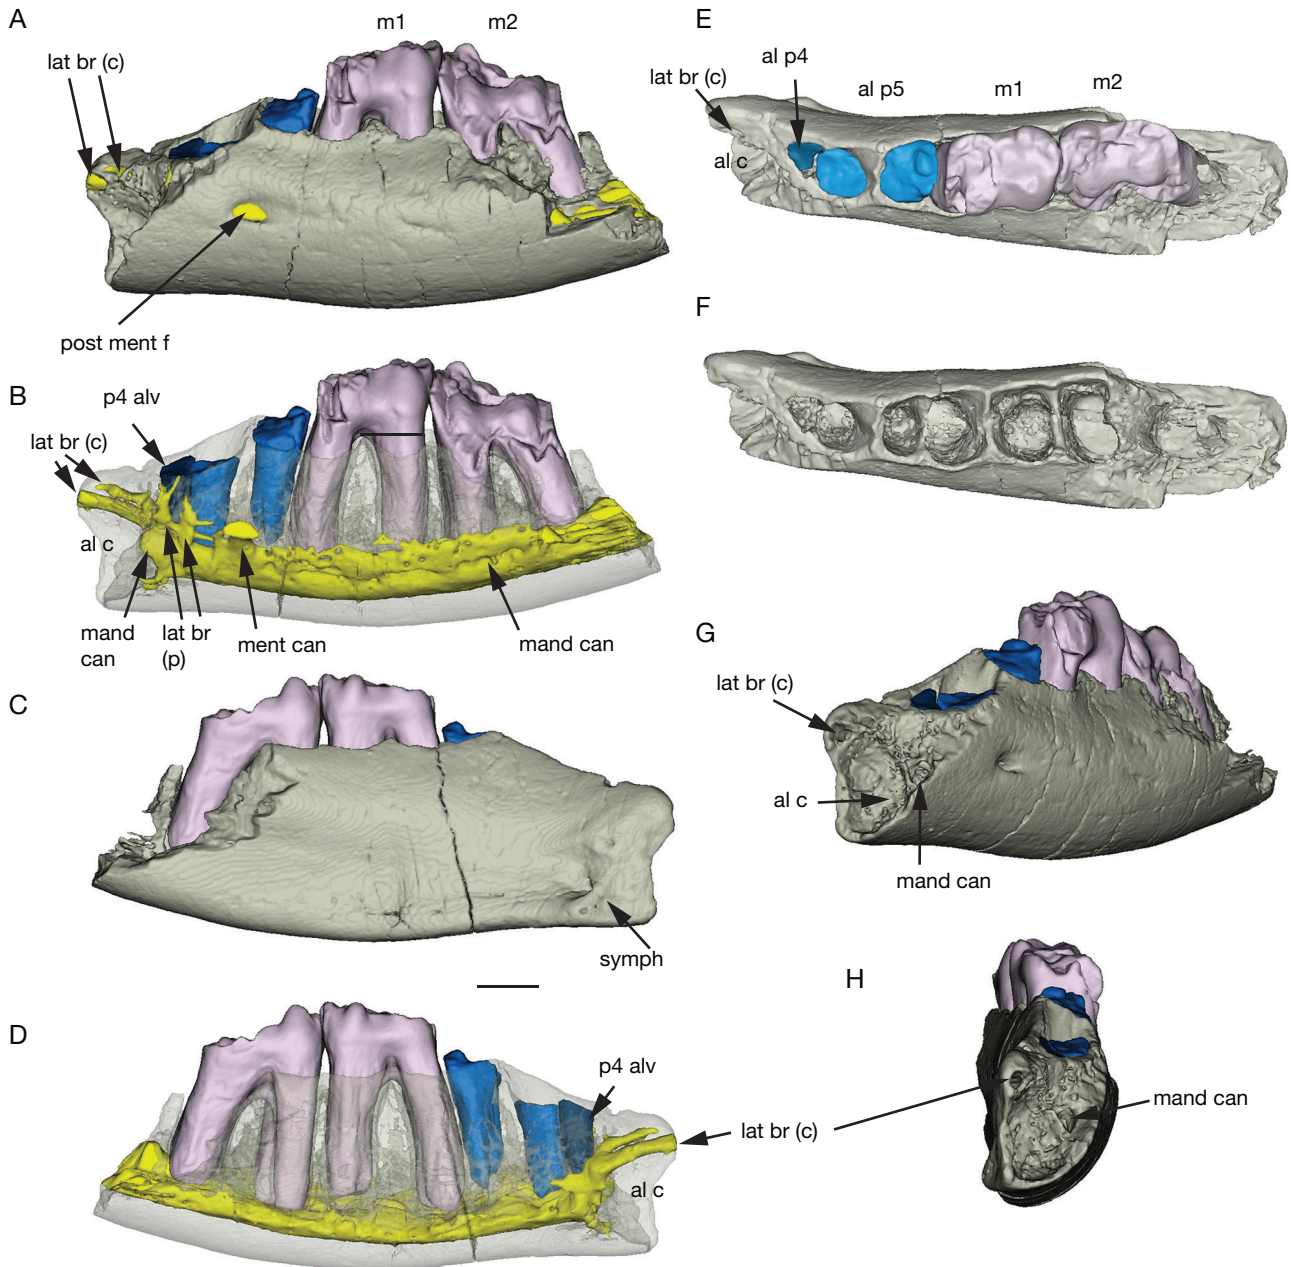 A
m1
m2
lat br (c)
post ment f
B
p4 alv
lat br (c)
al c
mand
can
lat br
(p)
ment can
mand can
C
symph
D
p4 alv
lat br (c)
al c
E
al p4
lat br (c)
al p5
m1
m2
al c
F
G
lat br (c)
al c
mand can
H
mand can